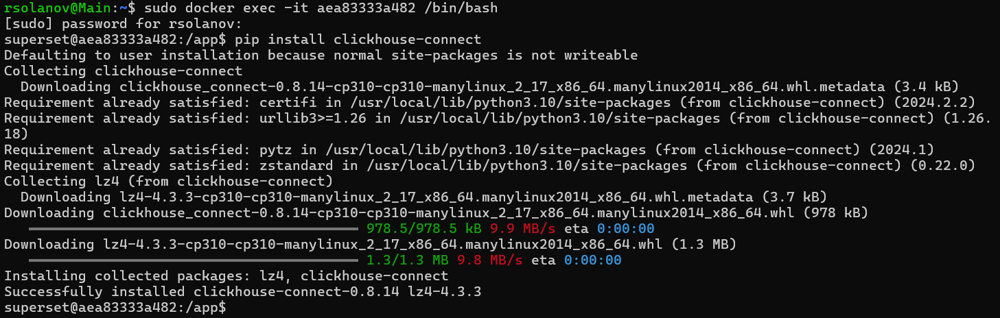 rsolanov@Main:~$ sudo docker exec -it aea83333a482 /bin/bash
[sudo] password for rsolanov:
superset@aea83333a482:/app$ pip install clickhouse-connect
Defaulting to user installation because normal site-packages is not writeable
Collecting clickhouse-connect
  Downloading clickhouse_connect-0.8.14-cp310-cp310-manylinux_2_17_x86_64.manylinux2014_x86_64.whl.metadata (3.4 kB)
Requirement already satisfied: certifi in /usr/local/lib/python3.10/site-packages (from clickhouse-connect) (2024.2.2)
Requirement already satisfied: urllib3>=1.26 in /usr/local/lib/python3.10/site-packages (from clickhouse-connect) (1.26.
18)
Requirement already satisfied: pytz in /usr/local/lib/python3.10/site-packages (from clickhouse-connect) (2024.1)
Requirement already satisfied: zstandard in /usr/local/lib/python3.10/site-packages (from clickhouse-connect) (0.22.0)
Collecting lz4 (from clickhouse-connect)
  Downloading lz4-4.3.3-cp310-cp310-manylinux_2_17_x86_64.manylinux2014_x86_64.whl.metadata (3.7 kB)
Downloading clickhouse_connect-0.8.14-cp310-cp310-manylinux_2_17_x86_64.manylinux2014_x86_64.whl (978 kB)
978.5/978.5 kB 9.9 MB/s eta 0:00:00
Downloading lz4-4.3.3-cp310-cp310-manylinux_2_17_x86_64.manylinux2014_x86_64.whl (1.3 MB)
1.3/1.3 MB 9.8 MB/s eta 0:00:00
Installing collected packages: lz4, clickhouse-connect
Successfully installed clickhouse-connect-0.8.14 lz4-4.3.3
superset@aea83333a482:/app$